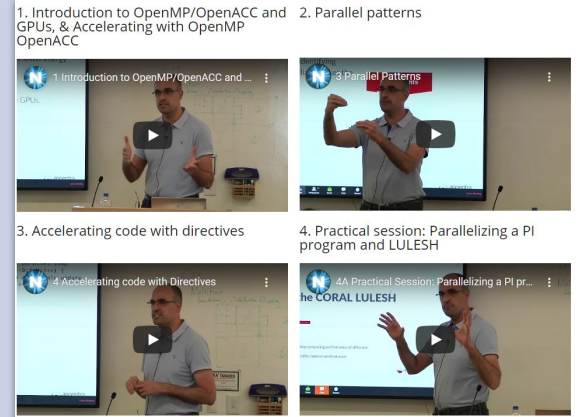 1. Introduction to OpenMP/OpenACC and
GPUs, & Accelerating with OpenMP
OpenACC
2. Parallel patterns
N 1 Introduction to OpenMP/OpenACC and ...
GPUs.
N 3 Parallel Patterns
3. Accelerating code with directives
4. Practical session: Parallelizing a PI
program and LULESH
N 4 Accelerating code with Directives
N 4A Practical Session: Parallelizing a PI pr...
he CORAL LULESH